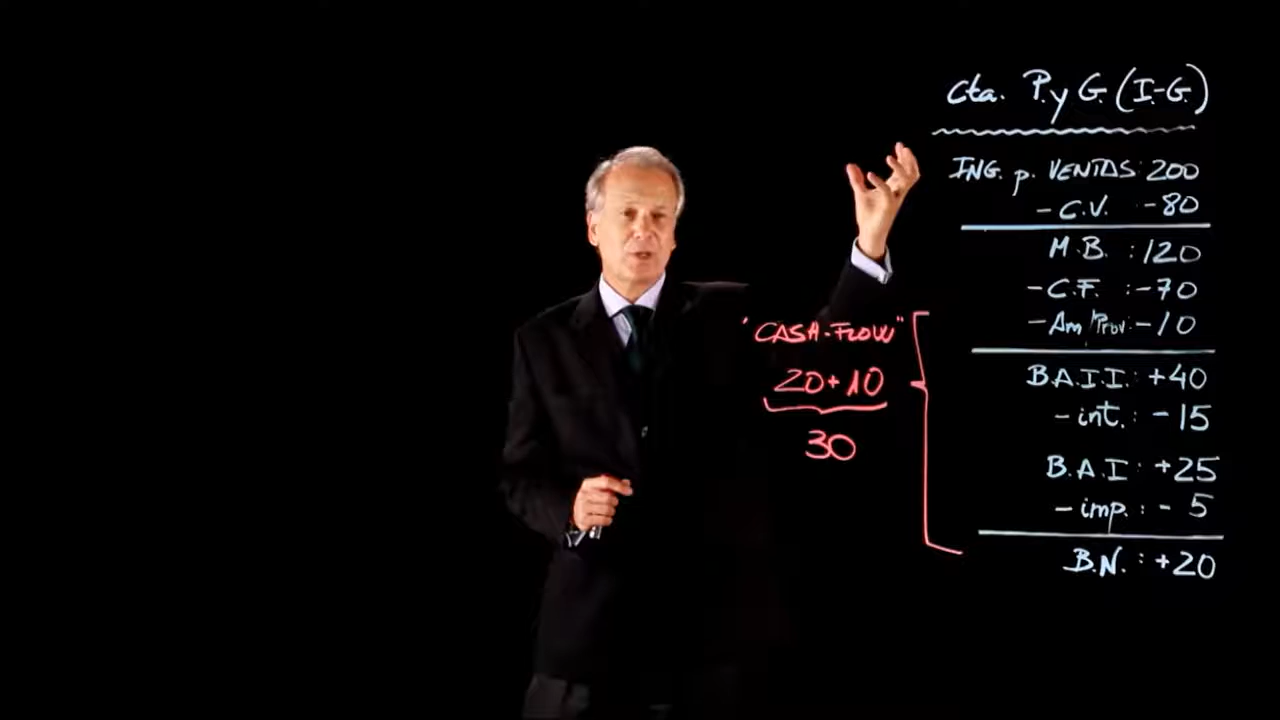 Cta. P. y G. (I.-G.)
ING. p. VENTAS: 200
- C.V. : -80
M.B. : 120
- C.F. : -70
- Am/Prov: -10
B.A.I.I. : +40
- int. : -15
B.A.I : +25
- imp. : - 5
B.N. : +20
"CASH-FLOW"
20+10
30